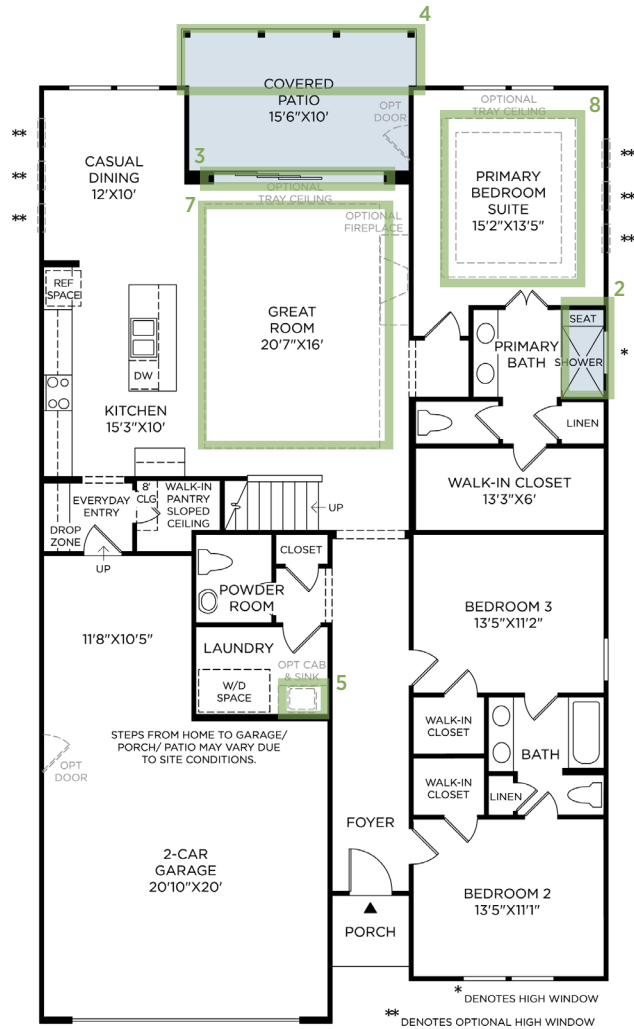 4
COVERED
PATIO
15'6"X10'
OPT
DOOR
OPTIONAL
TRAY CEILING
8
**
**
**
CASUAL
DINING
12'X10'
3
OPTIONAL
TRAY CEILING
7
OPTIONAL
FIREPLACE
PRIMARY
BEDROOM
SUITE
15'2"X13'5"
**
**
**
REF
SPACE
GREAT
ROOM
20'7"X16'
2
SEAT
PRIMARY
BATH
SHOWER
*
DW
KITCHEN
15'3"X10'
LINEN
8'
CLG
WALK-IN
PANTRY
SLOPED
CEILING
EVERYDAY
ENTRY
DROP
ZONE
UP
UP
WALK-IN CLOSET
13'3"X6'
CLOSET
POWDER
ROOM
BEDROOM 3
13'5"X11'2"
11'8"X10'5"
LAUNDRY
W/D
SPACE
OPT CAB
& SINK
5
STEPS FROM HOME TO GARAGE/
PORCH/ PATIO MAY VARY DUE
TO SITE CONDITIONS.
OPT
DOOR
WALK-IN
CLOSET
BATH
WALK-IN
CLOSET
LINEN
FOYER
2-CAR
GARAGE
20'10"X20'
BEDROOM 2
13'5"X11'1"
PORCH
* DENOTES HIGH WINDOW
** DENOTES OPTIONAL HIGH WINDOW